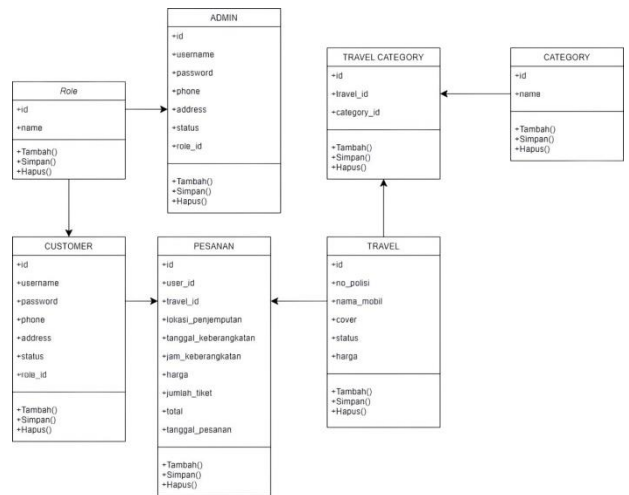 ADMIN
+id
+username
+password
+phone
+address
+status
+role_id
+Tambah()
+Simpan()
+Hapus()
TRAVEL CATEGORY
+id
+travel_id
+category_id
+Tambah()
+Simpan()
+Hapus()
CATEGORY
+id
+name
+Tambah()
+Simpan()
+Hapus()
Role
+id
+name
+Tambah()
+Simpan()
+Hapus()
CUSTOMER
+id
+username
+password
+phone
+address
+status
+role_id
+Tambah()
+Simpan()
+Hapus()
PESANAN
+id
+user_id
+travel_id
+lokasi_penjemputan
+tanggal_keberangkatan
+jam_keberangkatan
+harga
+jumlah_tiket
+total
+tanggal_pesanan
+Tambah()
+Simpan()
+Hapus()
TRAVEL
+id
+no_polisi
+nama_mobil
+cover
+status
+harga
+Tambah()
+Simpan()
+Hapus()